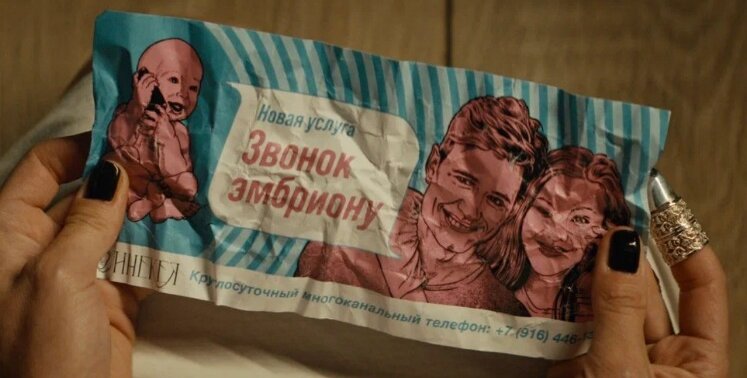 Новая услуга
Звонок
эмбриону
Круглосуточный многоканальный телефон: +7 (916) 446-